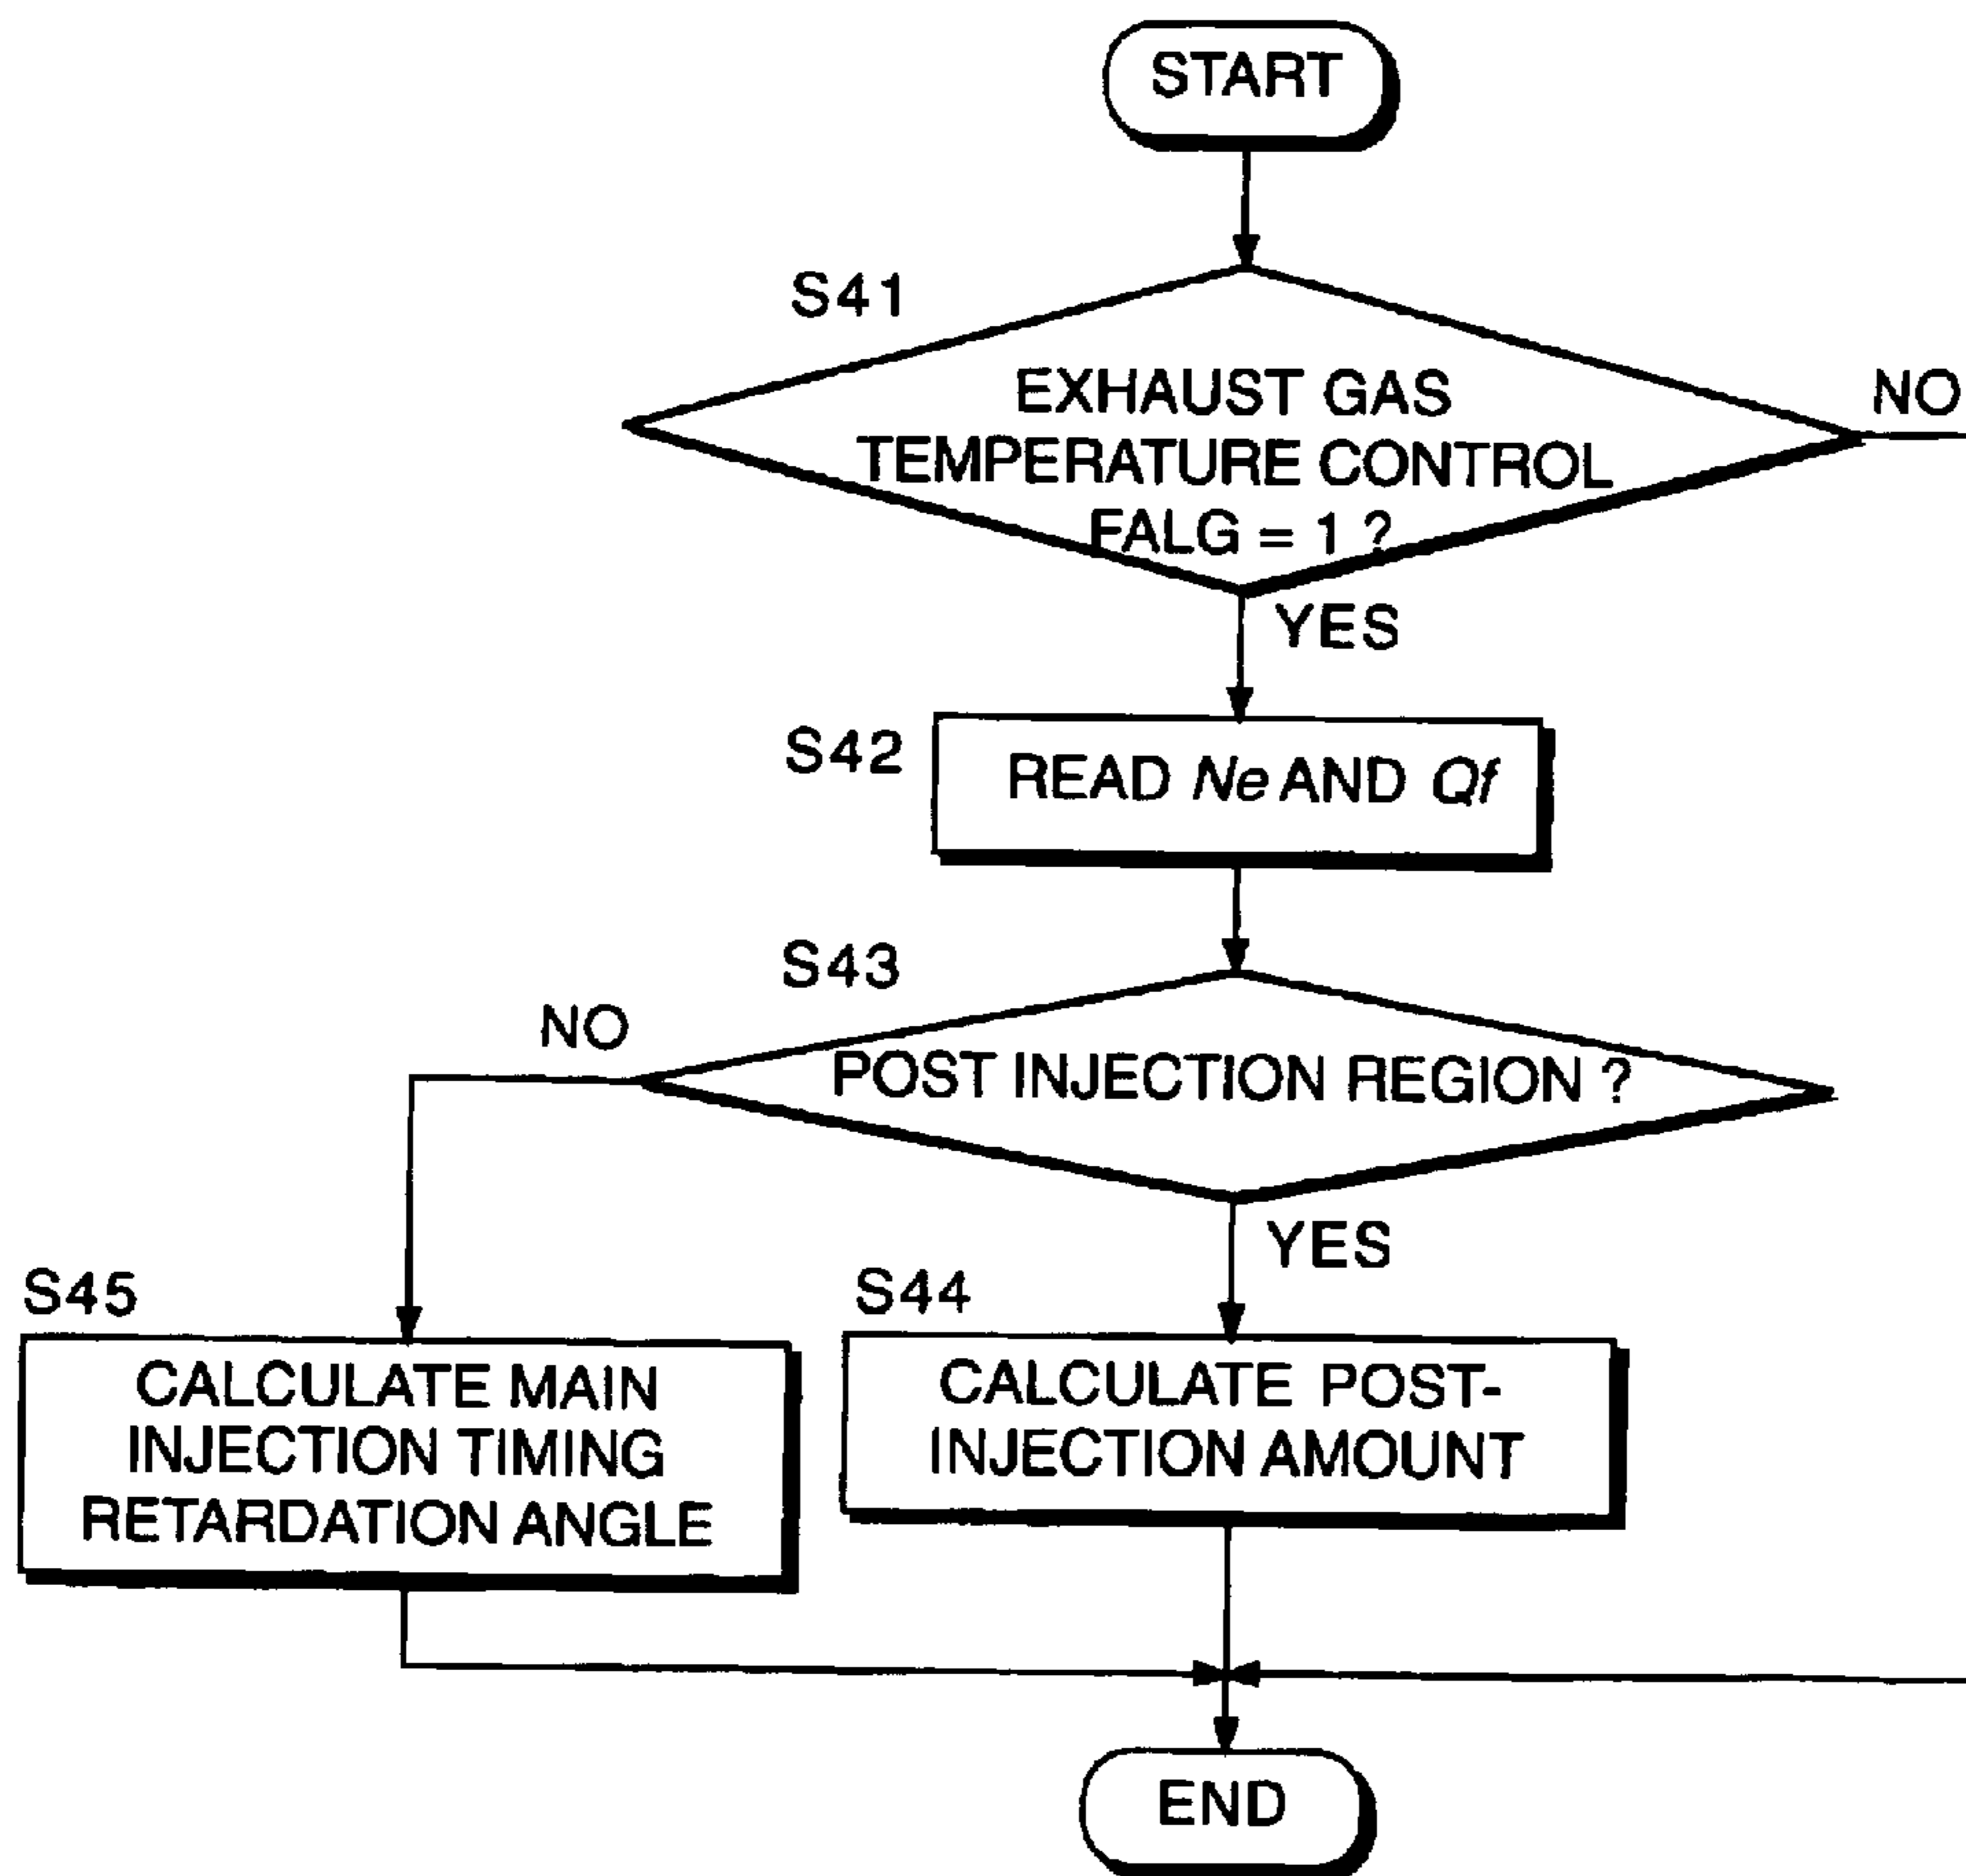 START
S41
EXHAUST GAS
TEMPERATURE CONTROL
FALG = 1 ?
NO
YES
S42
READ Ne AND Qf
S43
NO
POST INJECTION REGION ?
YES
S45
CALCULATE MAIN
INJECTION TIMING
RETARDATION ANGLE
S44
CALCULATE POST-
INJECTION AMOUNT
END